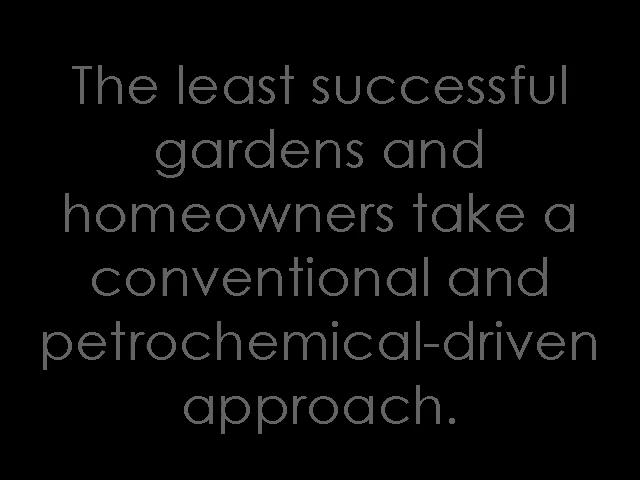 The least successful
gardens and
homeowners take a
conventional and
petrochemical-driven
approach.